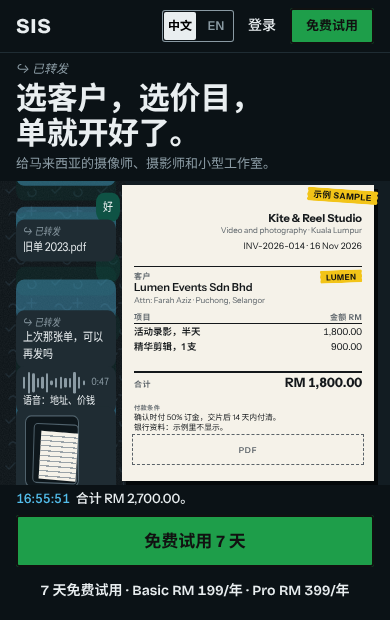 SIS
中文
EN
登录
免费试用
↪ 已转发
选客户，选价目，
单就开好了。
给马来西亚的摄像师、摄影师和小型工作室。
好
↪ 已转发
旧单 2023.pdf
↪ 已转发
上次那张单，可以
再发吗
0:47
语音：地址、价钱
示例 SAMPLE
Kite & Reel Studio
Video and photography · Kuala Lumpur
INV-2026-014 · 16 Nov 2026
客户
LUMEN
Lumen Events Sdn Bhd
Attn: Farah Aziz · Puchong, Selangor
项目 金额 RM
活动录影，半天 1,800.00
精华剪辑，1 支 900.00
合计 RM 1,800.00
付款条件
确认时付 50% 订金，交片后 14 天内付清。
银行资料：示例里不显示。
PDF
16:55:51 合计 RM 2,700.00。
免费试用 7 天
7 天免费试用 · Basic RM 199/年 · Pro RM 399/年